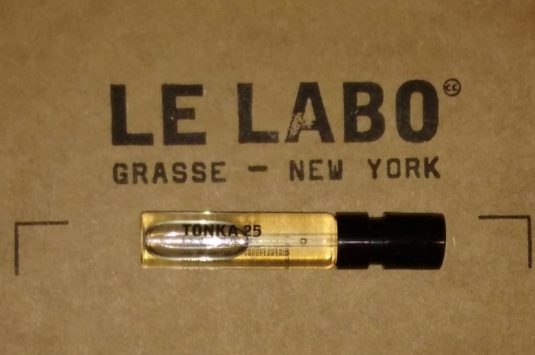 LE LABO
GRASSE – NEW YORK
TONKA 25